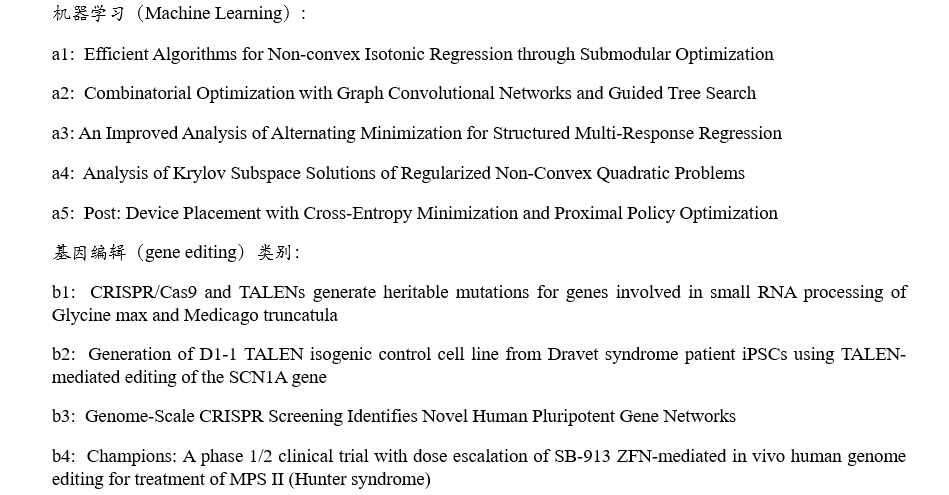 机器学习（Machine Learning）:
a1:  Efficient Algorithms for Non-convex Isotonic Regression through Submodular Optimization
a2:  Combinatorial Optimization with Graph Convolutional Networks and Guided Tree Search
a3: An Improved Analysis of Alternating Minimization for Structured Multi-Response Regression
a4:  Analysis of Krylov Subspace Solutions of Regularized Non-Convex Quadratic Problems
a5:  Post: Device Placement with Cross-Entropy Minimization and Proximal Policy Optimization
基因编辑（gene editing）类别:
b1:  CRISPR/Cas9 and TALENs generate heritable mutations for genes involved in small RNA processing of
Glycine max and Medicago truncatula
b2:  Generation of D1-1 TALEN isogenic control cell line from Dravet syndrome patient iPSCs using TALEN-
mediated editing of the SCN1A gene
b3:  Genome-Scale CRISPR Screening Identifies Novel Human Pluripotent Gene Networks
b4:  Champions: A phase 1/2 clinical trial with dose escalation of SB-913 ZFN-mediated in vivo human genome
editing for treatment of MPS II (Hunter syndrome)